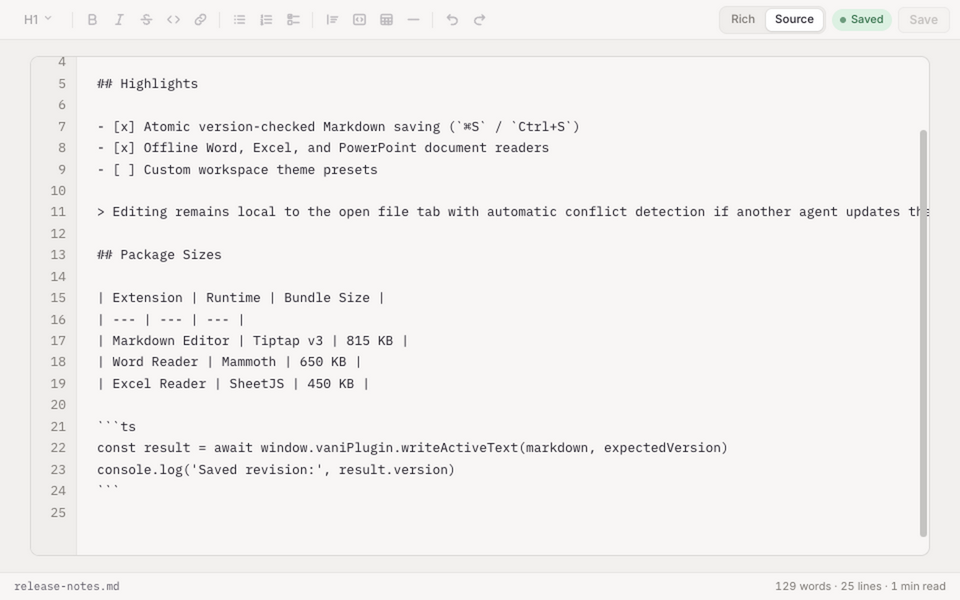 H1
Rich Source Saved Save
4
5 ## Highlights
6
7 - [x] Atomic version-checked Markdown saving (`⌘S` / `Ctrl+S`)
8 - [x] Offline Word, Excel, and PowerPoint document readers
9 - [ ] Custom workspace theme presets
10
11 > Editing remains local to the open file tab with automatic conflict detection if another agent updates the
12
13 ## Package Sizes
14
15 | Extension | Runtime | Bundle Size |
16 | --- | --- | --- |
17 | Markdown Editor | Tiptap v3 | 815 KB |
18 | Word Reader | Mammoth | 650 KB |
19 | Excel Reader | SheetJS | 450 KB |
20
21 ```ts
22 const result = await window.vaniPlugin.writeActiveText(markdown, expectedVersion)
23 console.log('Saved revision:', result.version)
24 ```
25
release-notes.md 129 words · 25 lines · 1 min read